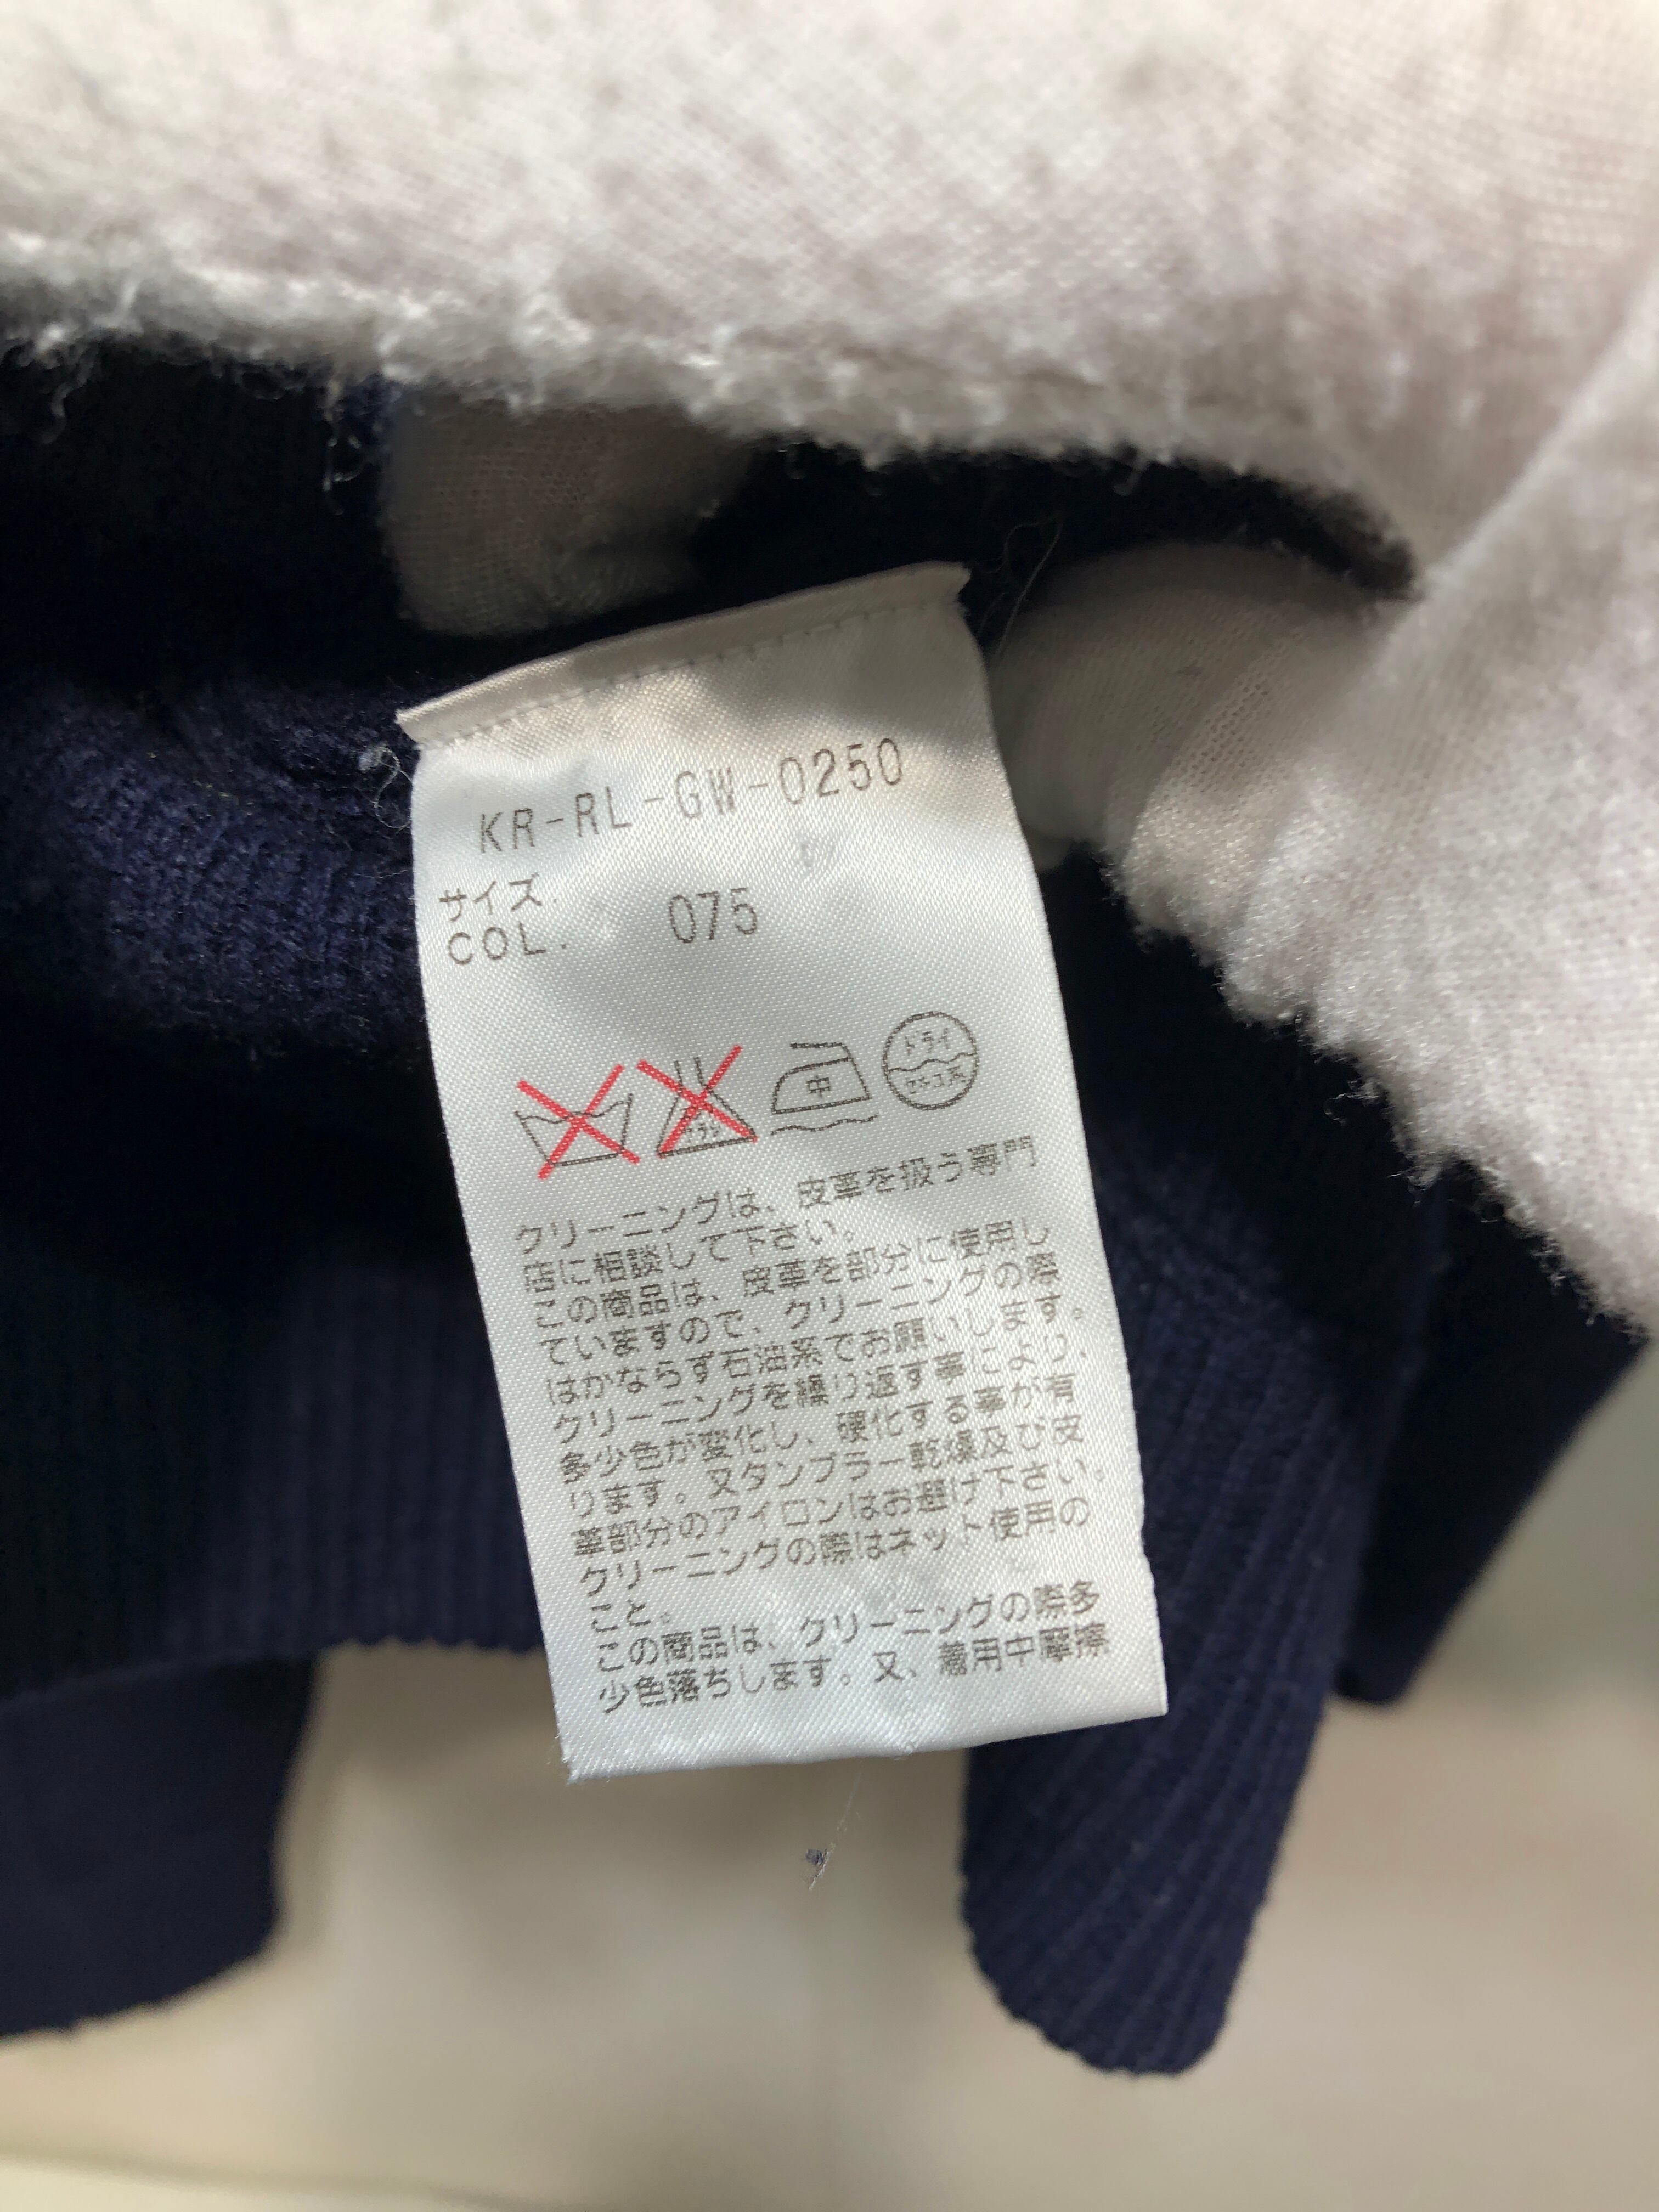 KR-RL-GW-0250
サイズ.
COL. 075
中
ドライ
クリーニングは、皮革を扱う専門
店に相談して下さい。
この商品は、皮革を部分に使用し
ていますので、クリーニングの際
はかならず石油系でお願いします。
クリーニングを繰り返す事により、
多少色が変化し、硬化する事が有
ります。又タンブラー乾燥及び皮
革部分のアイロンはお避け下さい。
クリーニングの際はネット使用の
こと。
この商品は、クリーニングの際多
少色落ちします。又、着用中摩擦